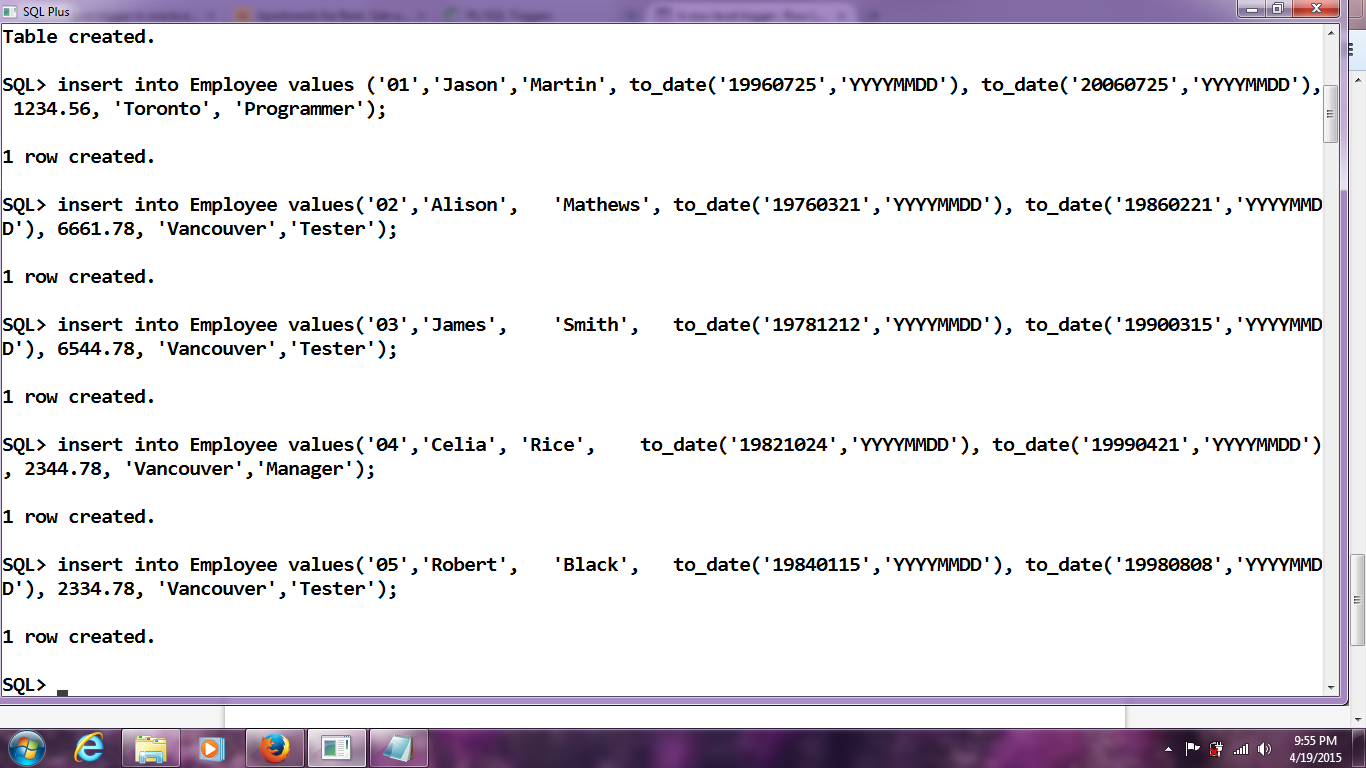 SQL Plus
Table created.
SQL> insert into Employee values ('01','Jason','Martin', to_date('19960725','YYYYMMDD'), to_date('20060725','YYYYMMDD'),
 1234.56, 'Toronto', 'Programmer');
1 row created.
SQL> insert into Employee values('02','Alison',   'Mathews', to_date('19760321','YYYYMMDD'), to_date('19860221','YYYYMMD
D'), 6661.78, 'Vancouver','Tester');
1 row created.
SQL> insert into Employee values('03','James',    'Smith',   to_date('19781212','YYYYMMDD'), to_date('19900315','YYYYMMD
D'), 6544.78, 'Vancouver','Tester');
1 row created.
SQL> insert into Employee values('04','Celia', 'Rice',    to_date('19821024','YYYYMMDD'), to_date('19990421','YYYYMMDD')
, 2344.78, 'Vancouver','Manager');
1 row created.
SQL> insert into Employee values('05','Robert',   'Black',   to_date('19840115','YYYYMMDD'), to_date('19980808','YYYYMMD
D'), 2334.78, 'Vancouver','Tester');
1 row created.
SQL>
9:55 PM
4/19/2015